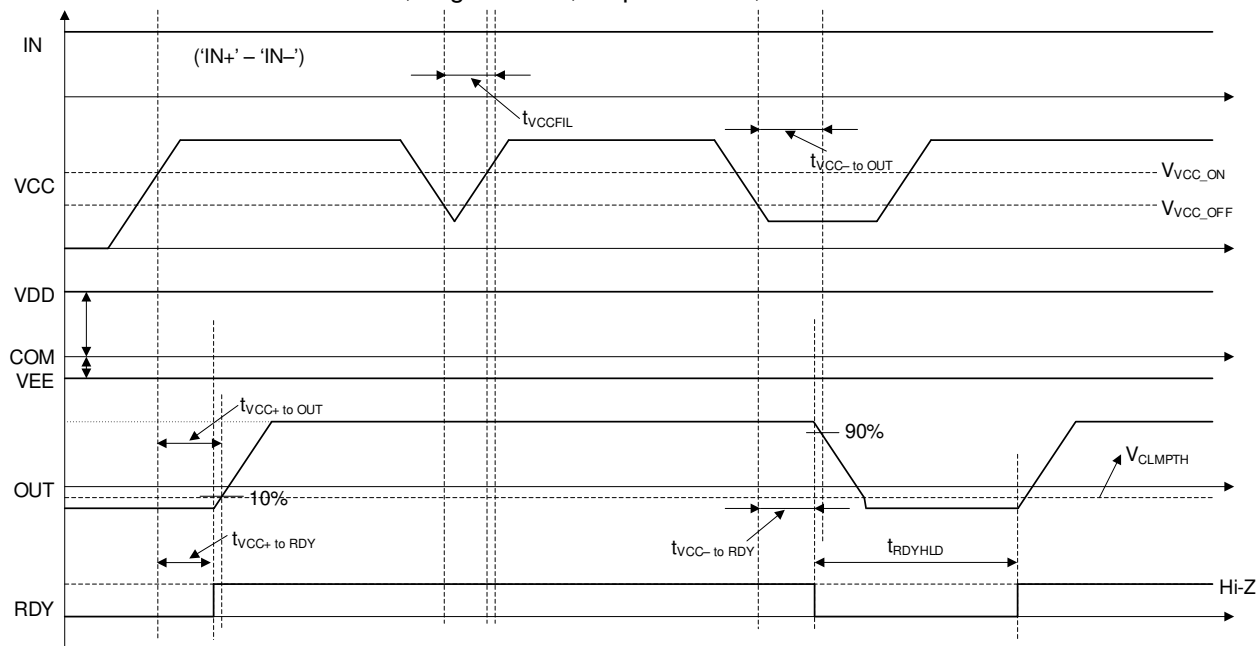 IN
('IN+' – 'IN–')
tVCCFIL
tVCC– to OUT
VCC
VVCC_ON
VVCC_OFF
VDD
COM
VEE
tVCC+ to OUT
90%
VCLMPTH
OUT
10%
tVCC+ to RDY
tVCC– to RDY
tRDYHLD
Hi-Z
RDY